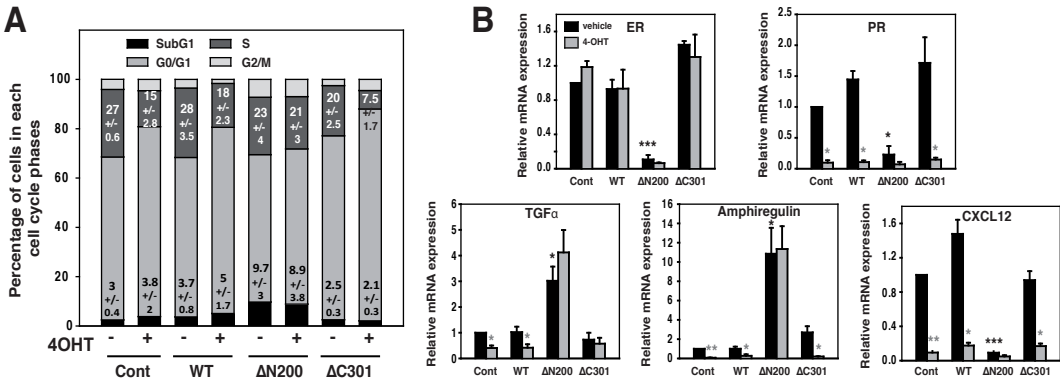 A
Percentage of cells in each
cell cycle phases
SubG1
S
G0/G1
G2/M
100
80
60
40
20
0
27
+/-
0.6
15
+/-
2.8
28
+/-
3.5
18
+/-
2.3
23
+/-
4
21
+/-
3
20
+/-
2.5
7.5
+/-
1.7
3
+/-
0.4
3.8
+/-
2
3.7
+/-
0.8
5
+/-
1.7
9.7
+/-
3
8.9
+/-
3.8
2.5
+/-
0.3
2.1
+/-
0.3
4OHT - + - + - + - +
Cont WT ΔN200 ΔC301
B
vehicle
4-OHT
ER
Relative mRNA expression
1.6
1.2
0.8
0.4
0.0
***
Cont WT ΔN200 ΔC301
PR
Relative mRNA expression
2.5
2.0
1.5
1.0
0.5
0.0
* * * *
Cont WT ΔN200 ΔC301
TGFα
Relative mRNA expression
6
5
4
3
2
1
0
* * *
Cont WT ΔN200 ΔC301
Amphiregulin
Relative mRNA expression
16
14
12
10
8
6
4
2
0
** * * *
Cont WT ΔN200 ΔC301
CXCL12
Relative mRNA expression
1.6
1.2
0.8
0.4
0.0
** * *** *
Cont WT ΔN200 ΔC301